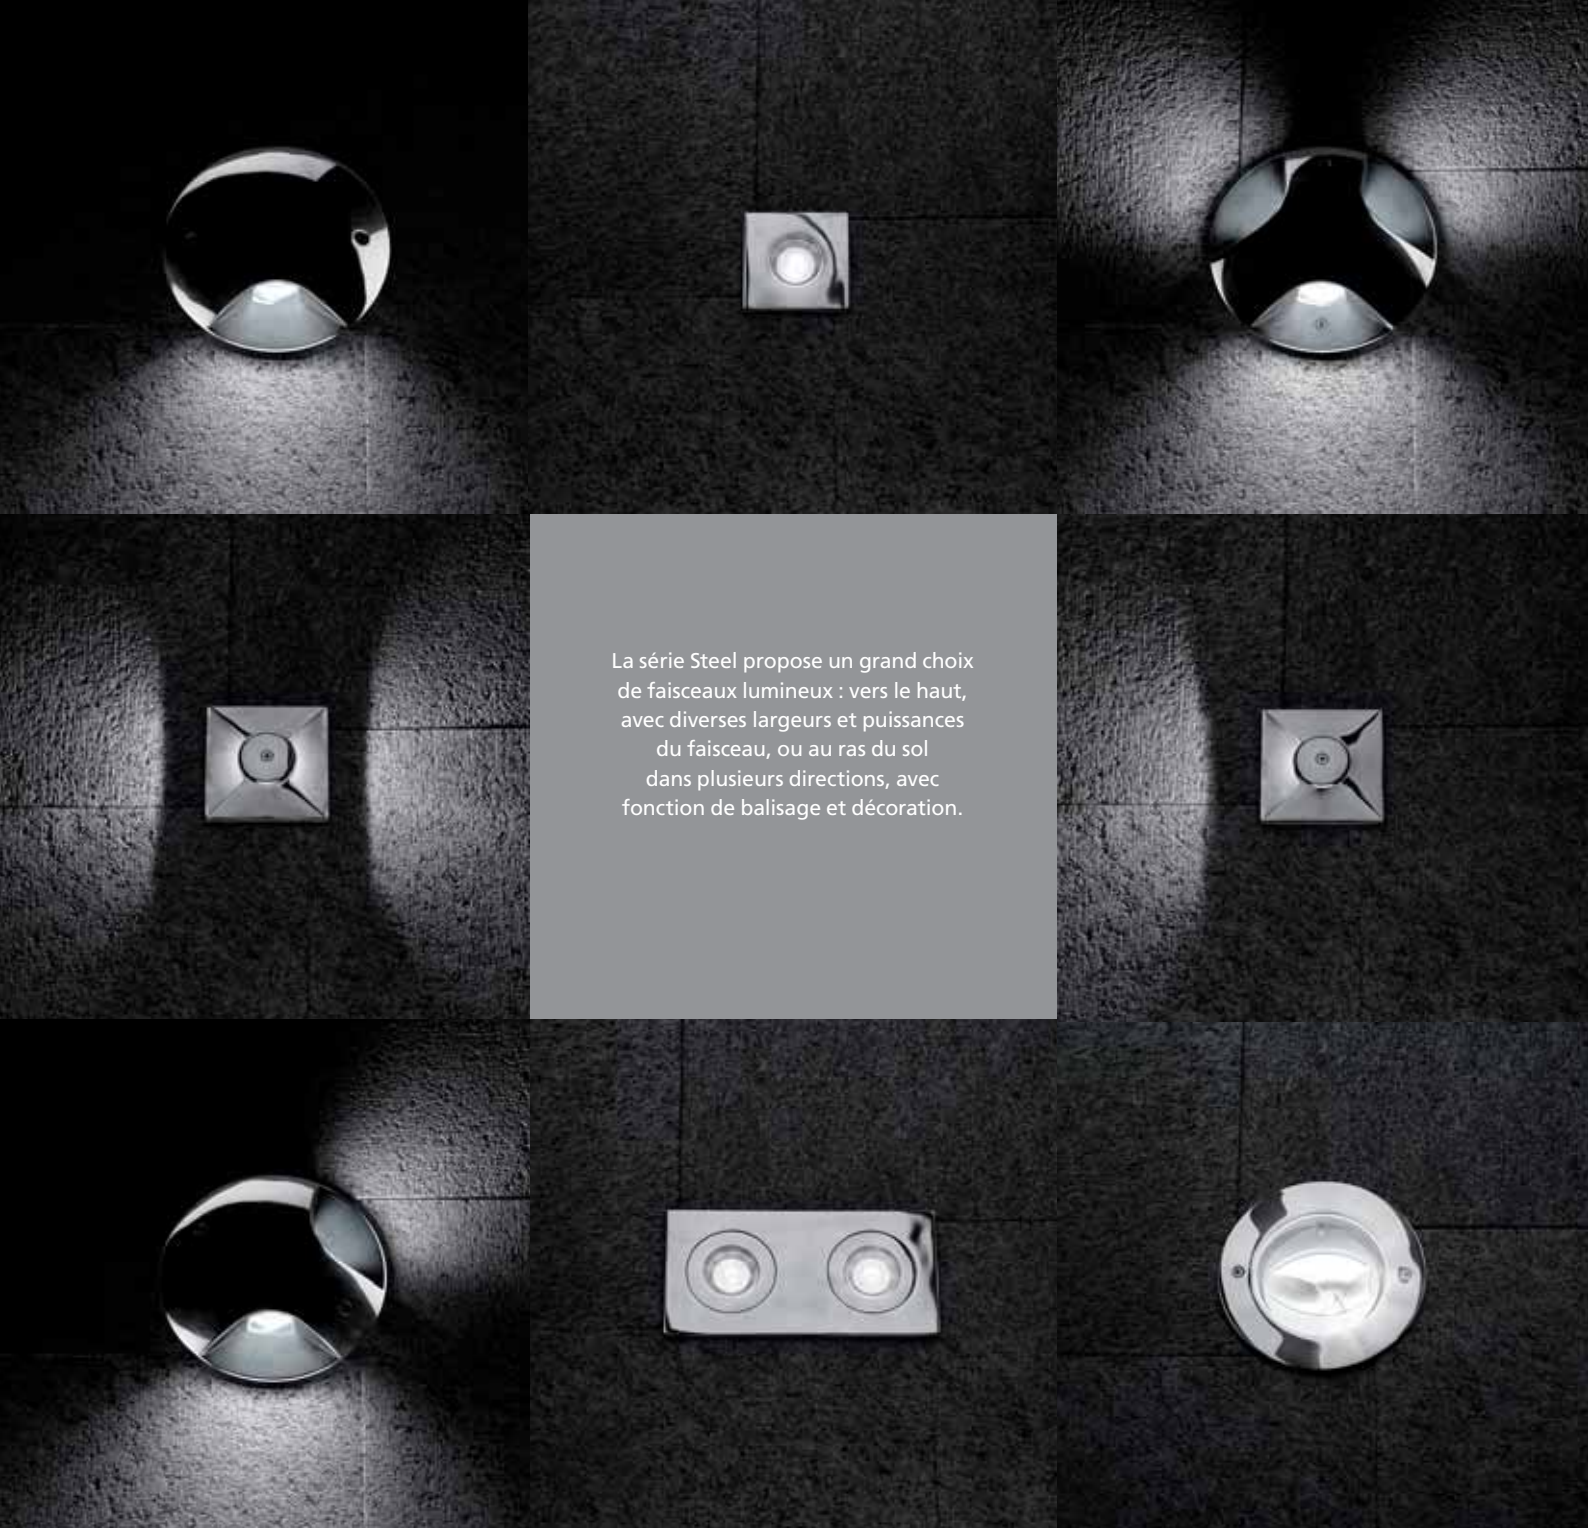 La série Steel propose un grand choix
de faisceaux lumineux : vers le haut,
avec diverses largeurs et puissances
du faisceau, ou au ras du sol
dans plusieurs directions, avec
fonction de balisage et décoration.